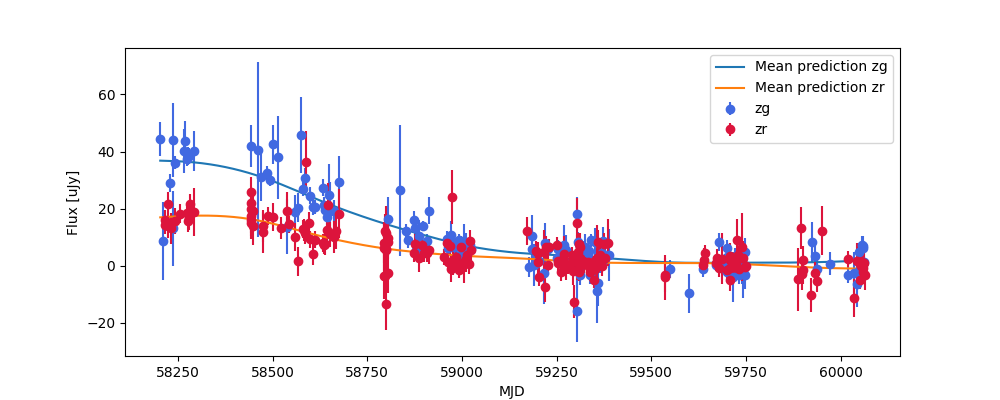 Mean prediction zg
Mean prediction zr
zg
zr
Flux [uJy]
60
40
20
0
−20
58250
58500
58750
59000
59250
59500
59750
60000
MJD